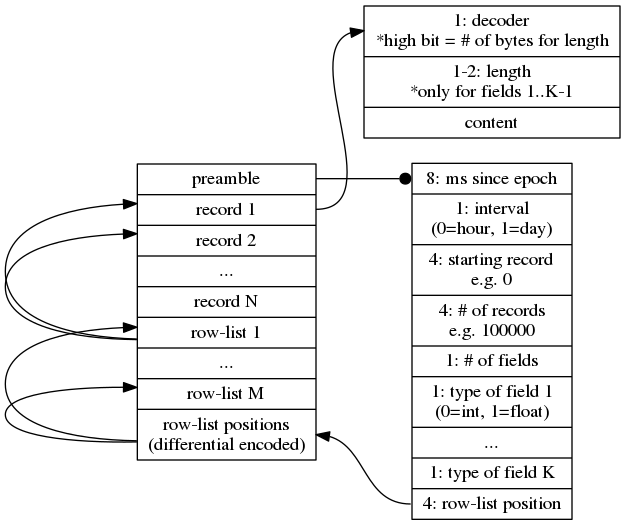 1: decoder
*high bit = # of bytes for length
1-2: length
*only for fields 1..K-1
content
preamble
record 1
record 2
...
record N
row-list 1
...
row-list M
row-list positions
(differential encoded)
8: ms since epoch
1: interval
(0=hour, 1=day)
4: starting record
e.g. 0
4: # of records
e.g. 100000
1: # of fields
1: type of field 1
(0=int, 1=float)
...
1: type of field K
4: row-list position